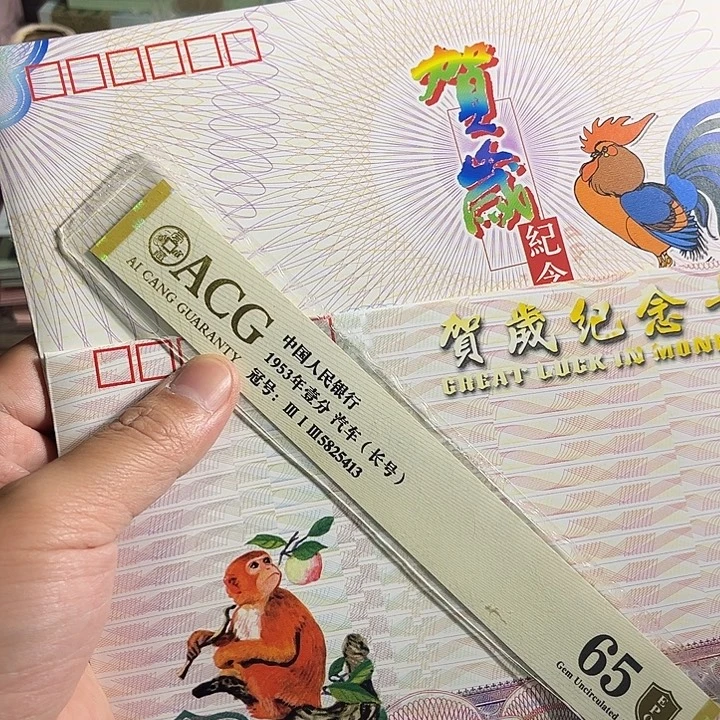 賀歲
紀念
賀歲纪念
GREAT LUCK IN MON
ACG
AI CANG GUARANTY
中国人民银行
1953年壹分 汽车（长号）
冠号：Ⅲ Ⅰ Ⅲ5825413
65
Gem Uncirculated
EP